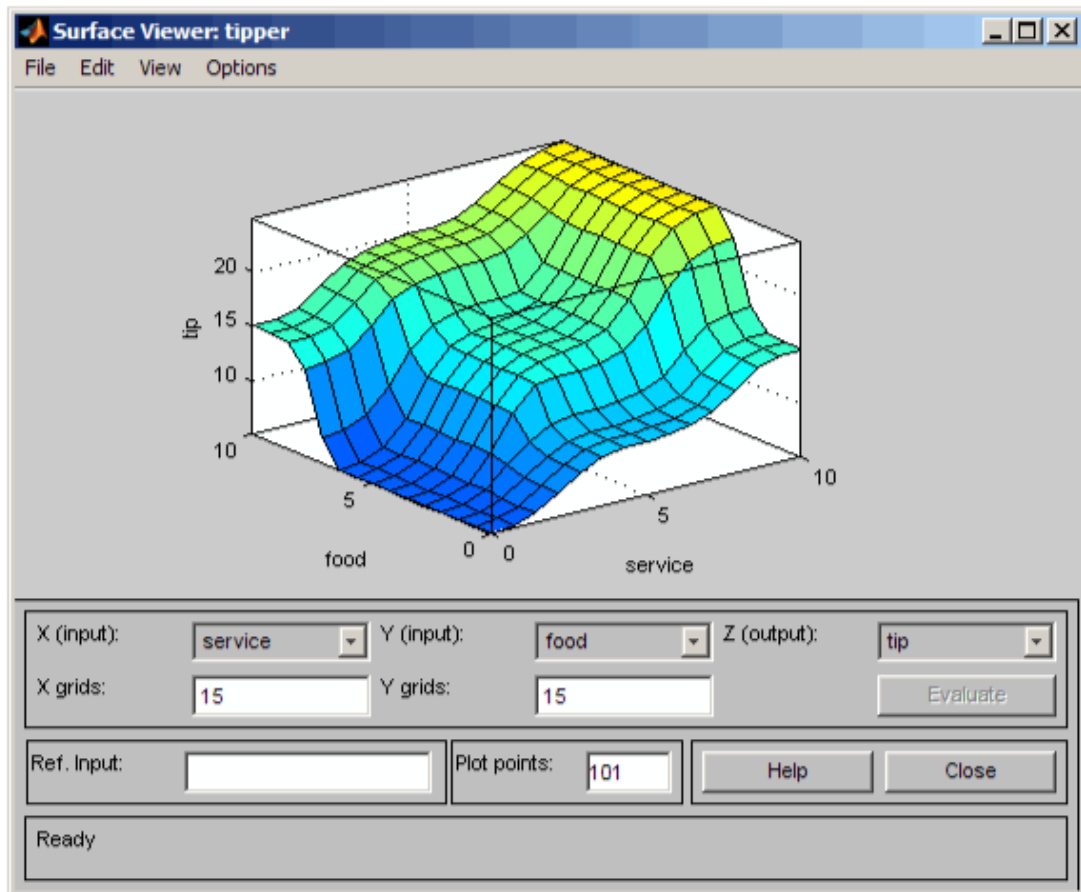 Surface Viewer: tipper
File Edit View Options
20
15
10
tip
10
5
0
food
0
5
10
service
X (input): service Y (input): food Z (output): tip
X grids: 15 Y grids: 15 Evaluate
Ref. Input: Plot points: 101 Help Close
Ready